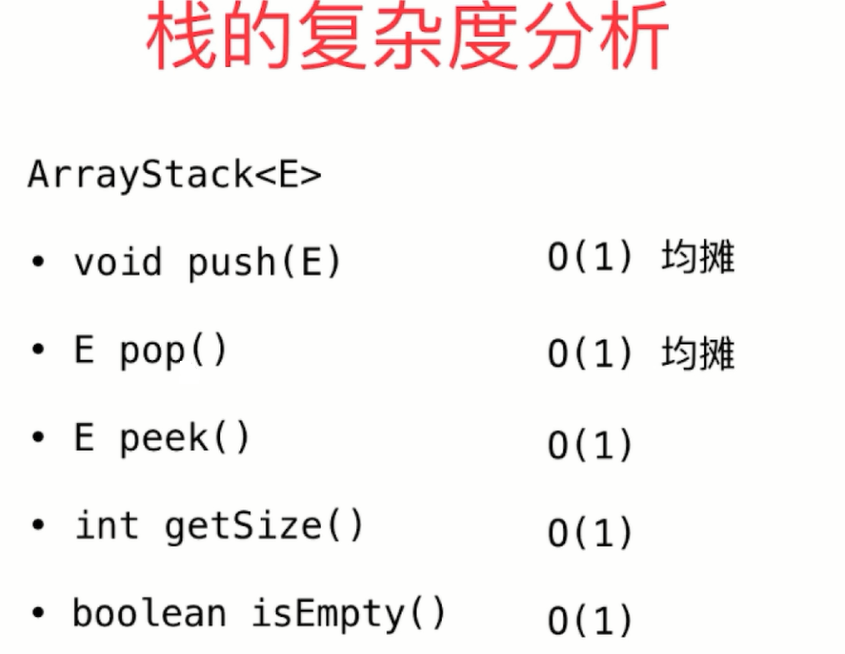 栈的复杂度分析
ArrayStack<E>
• void push(E) O(1) 均摊
• E pop() O(1) 均摊
• E peek() O(1)
• int getSize() O(1)
• boolean isEmpty() O(1)